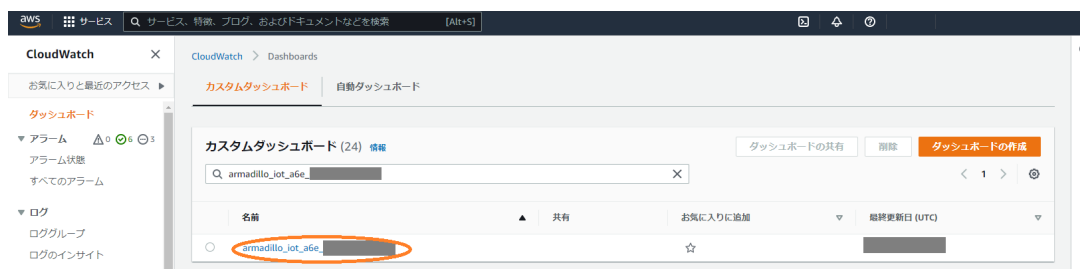 aws サービス サービス、特徴、ブログ、およびドキュメントなどを検索 [Alt+S]
CloudWatch
お気に入りと最近のアクセス
ダッシュボード
アラーム 0 6 3
アラーム状態
すべてのアラーム
ログ
ロググループ
ログのインサイト
CloudWatch > Dashboards
カスタムダッシュボード 自動ダッシュボード
カスタムダッシュボード (24) 情報 ダッシュボードの共有 削除 ダッシュボードの作成
armadillo_iot_a6e_ 1
名前 共有 お気に入りに追加 最終更新日 (UTC)
armadillo_iot_a6e_